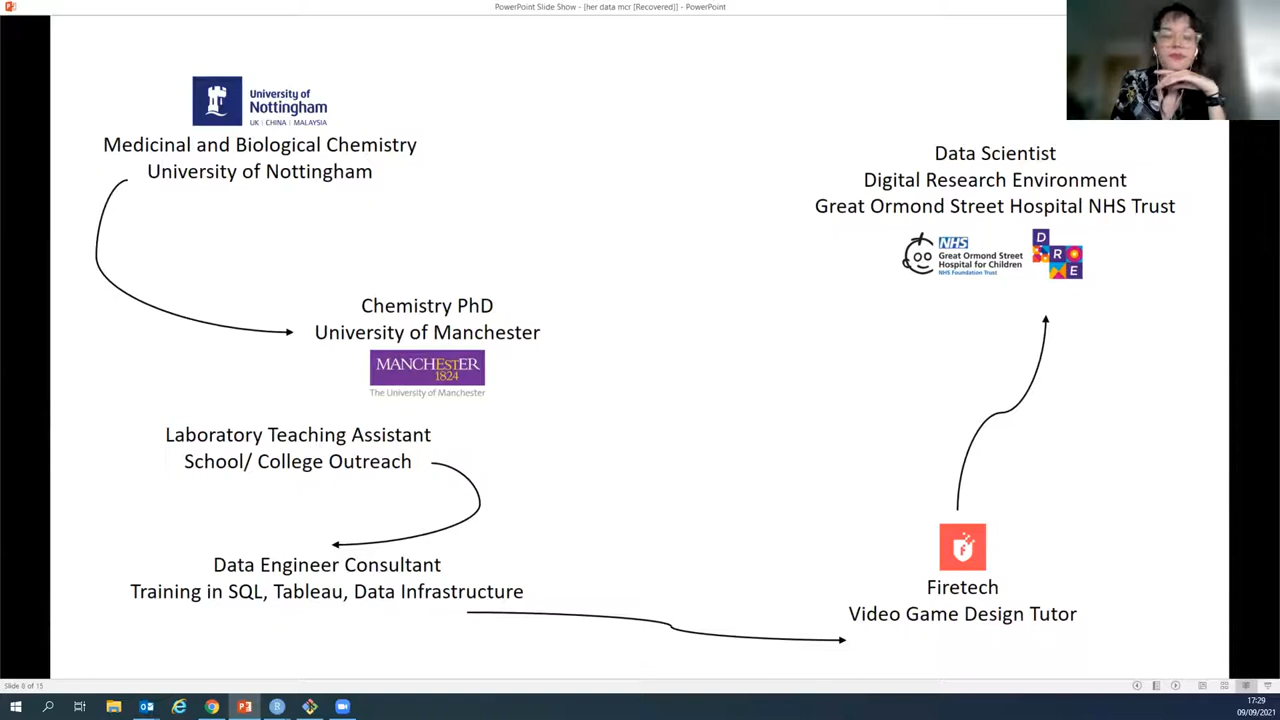 PowerPoint Slide Show - [her data mcr [Recovered]] - PowerPoint
University of
Nottingham
UK | CHINA | MALAYSIA
Medicinal and Biological Chemistry
University of Nottingham
Chemistry PhD
University of Manchester
MANCHESTER
1824
The University of Manchester
Laboratory Teaching Assistant
School/ College Outreach
Data Engineer Consultant
Training in SQL, Tableau, Data Infrastructure
Firetech
Video Game Design Tutor
Data Scientist
Digital Research Environment
Great Ormond Street Hospital NHS Trust
NHS
Great Ormond Street
Hospital for Children
NHS Foundation Trust
D
R
E
Slide 8 of 15
17:29
09/09/2021